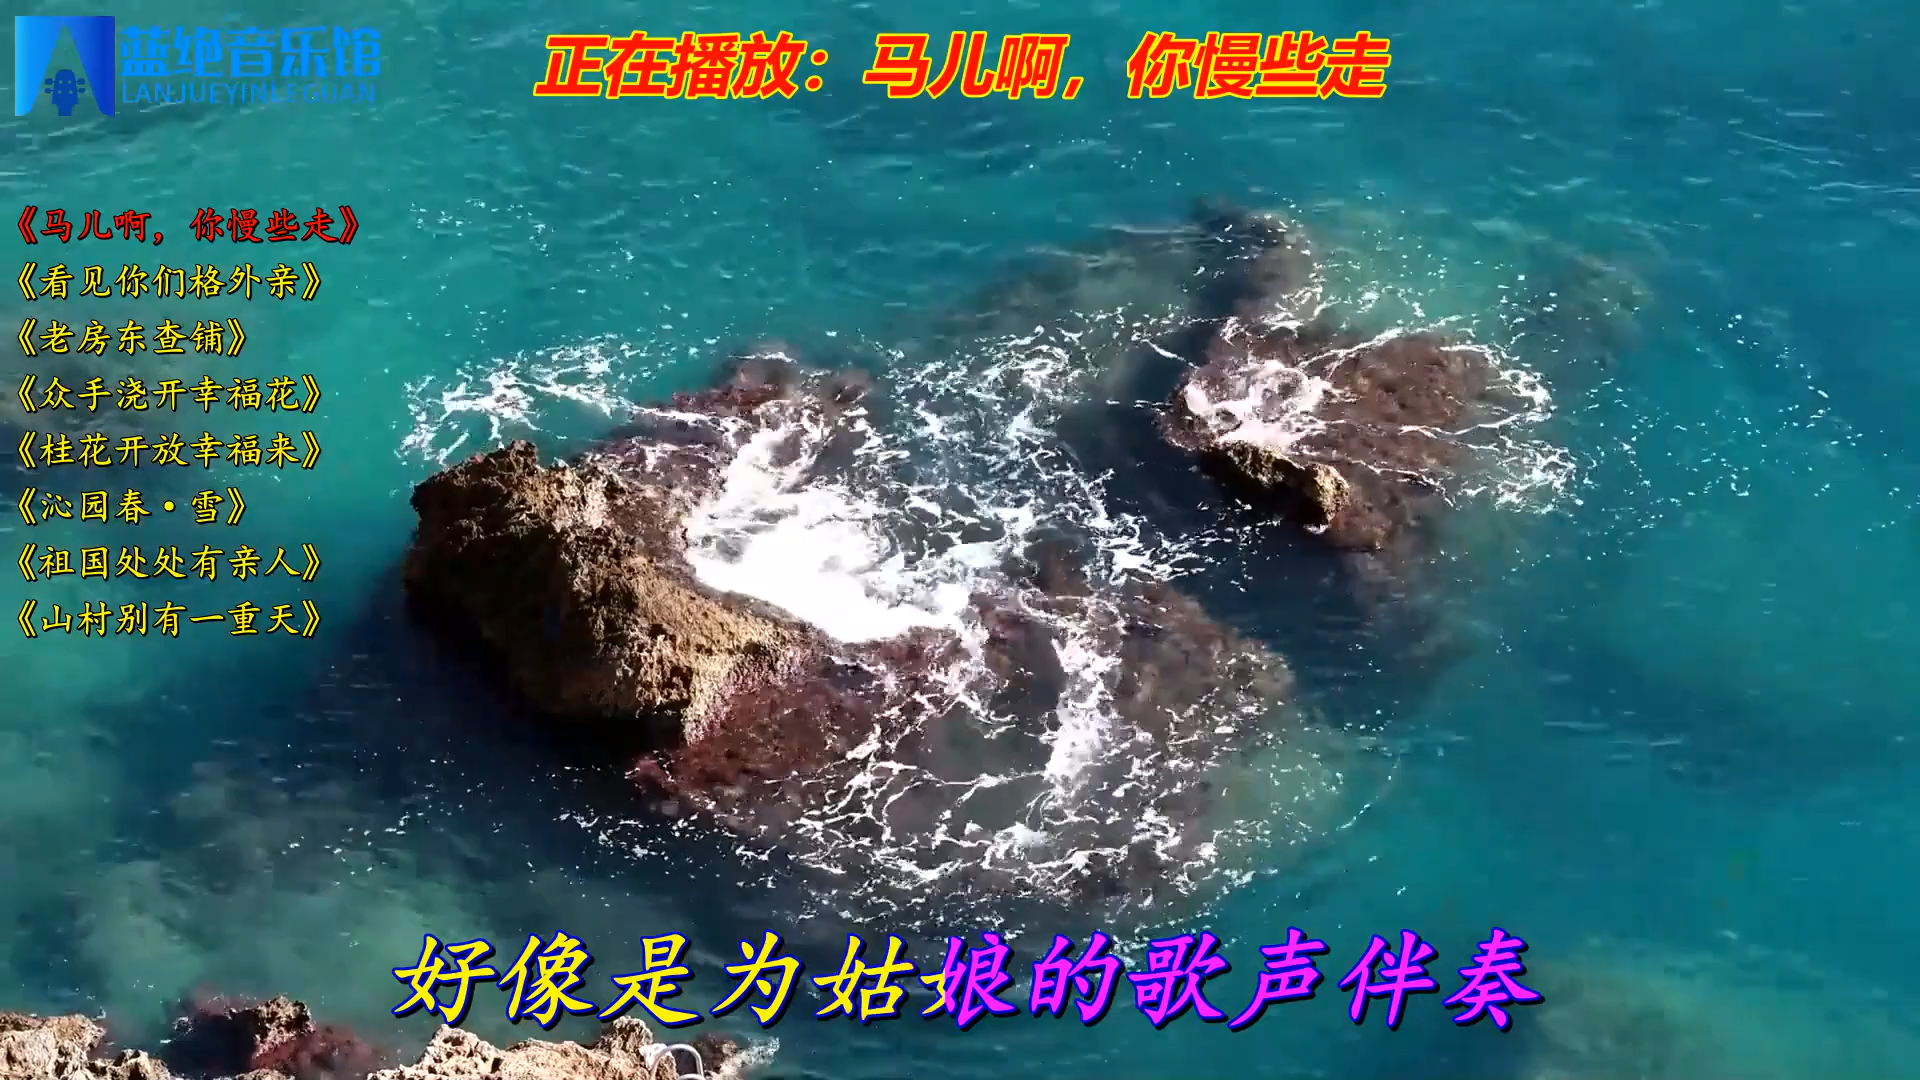 蓝绝音乐馆
LANJUEYINLEGUAN
正在播放：马儿啊，你慢些走
《马儿啊，你慢些走》
《看见你们格外亲》
《老房东查铺》
《众手浇开幸福花》
《桂花开放幸福来》
《沁园春·雪》
《祖国处处有亲人》
《山村别有一重天》
好像是为姑娘的歌声伴奏